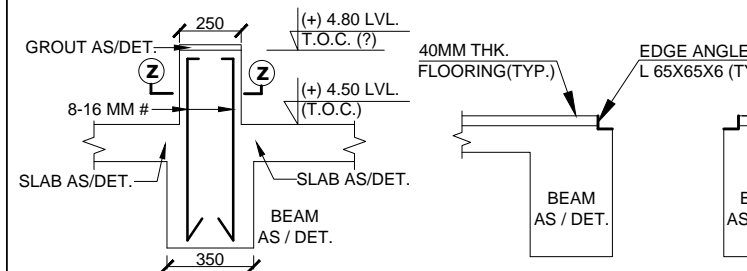 250
(+) 4.80 LVL.
T.O.C. (?)
GROUT AS/DET.
Z
Z
8-16 MM #
(+) 4.50 LVL.
(T.O.C.)
SLAB AS/DET.
SLAB AS/DET.
BEAM
AS / DET.
350
40MM THK.
FLOORING(TYP.)
EDGE ANGLE
L 65X65X6 (TY
BEAM
AS / DET.
B
AS